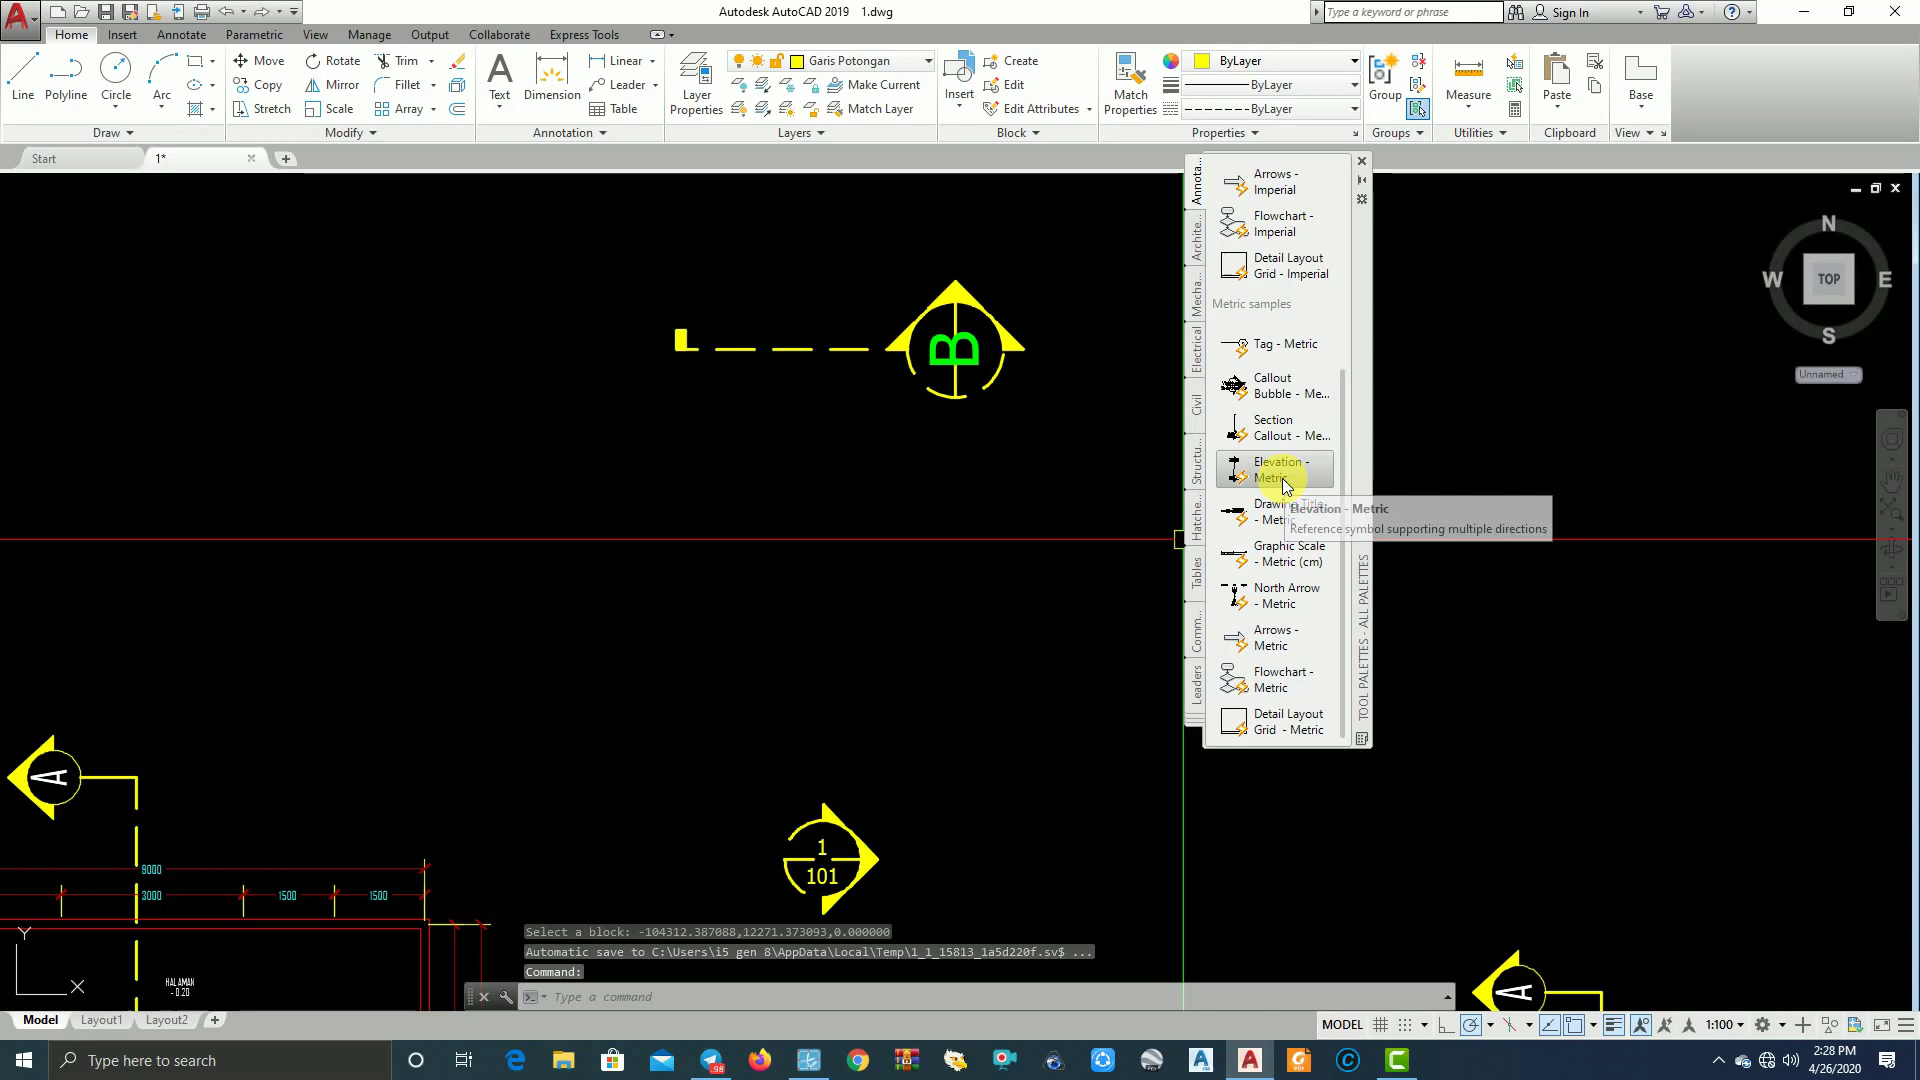 Autodesk AutoCAD 2019   1.dwg
Type a keyword or phrase
Sign In
Home
Insert
Annotate
Parametric
View
Manage
Output
Collaborate
Express Tools
Line
Polyline
Circle
Arc
Move
Copy
Stretch
Rotate
Mirror
Scale
Trim
Fillet
Array
Text
Dimension
Linear
Leader
Table
Layer
Properties
Garis Potongan
Make Current
Match Layer
Insert
Create
Edit
Edit Attributes
Match
Properties
ByLayer
ByLayer
ByLayer
Group
Measure
Paste
Base
Draw
Modify
Annotation
Layers
Block
Properties
Groups
Utilities
Clipboard
View
Start
1*
Annota...
Archite...
Mecha...
Electrical
Civil
Structu...
Hatche...
Tables
Comm...
Leaders
Arrows -
Imperial
Flowchart -
Imperial
Detail Layout
Grid - Imperial
Metric samples
Tag - Metric
Callout
Bubble - Me...
Section
Callout - Me...
Elevation -
Metric
Drawing Title
- Metric
Graphic Scale
- Metric (cm)
North Arrow
- Metric
Arrows -
Metric
Flowchart -
Metric
Detail Layout
Grid - Metric
TOOL PALETTES - ALL PALETTES
Elevation - Metric
Reference symbol supporting multiple directions
N
W
TOP
E
S
Unnamed
B
A
9000
3000
1500
1500
1
101
A
Y
X
HALAMAN
- 0.20
Select a block: -104312.387088,12271.373093,0.000000
Automatic save to C:\Users\i5 gen 8\AppData\Local\Temp\1_1_15813_1a5d220f.sv$ ...
Command:
Type a command
Model
Layout1
Layout2
MODEL
1:100
Type here to search
98
2:28 PM
4/26/2020